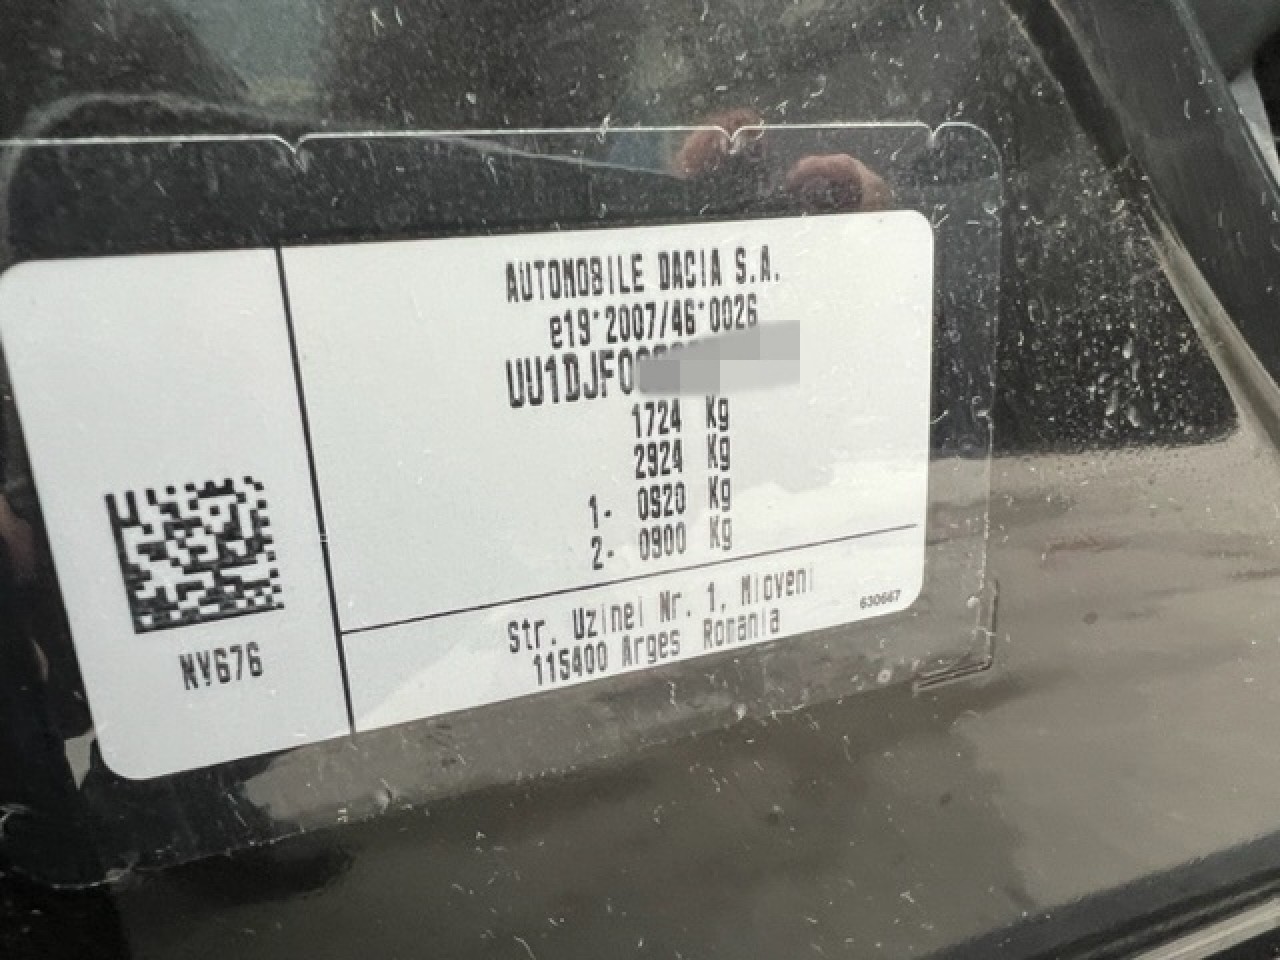 AUTOMOBILE DACIA S.A.
e19*2007/46*0026
UU1DJF0
1724 Kg
2924 Kg
1- 0920 Kg
2- 0900 Kg
NV676
Str. Uzinei Nr. 1, Mioveni
115400 Arges Romania
630667